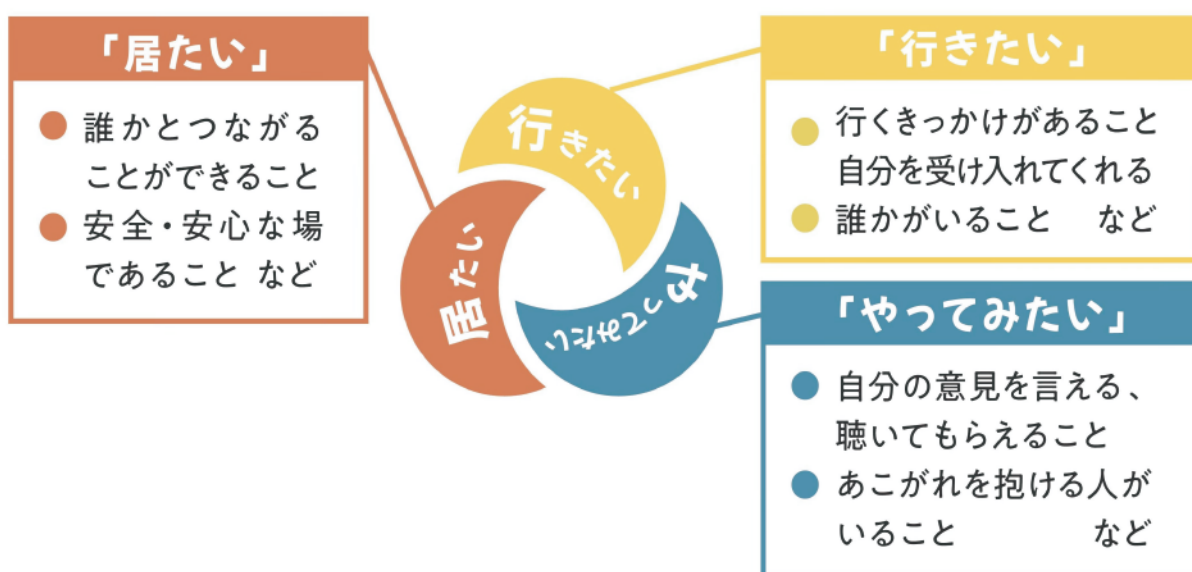 「居たい」
誰かとつながる
ことができること
安全・安心な場
であること など
行きたい
居たい
やってみたい
「行きたい」
行くきっかけがあること
自分を受け入れてくれる
誰かがいること など
「やってみたい」
自分の意見を言える、
聴いてもらえること
あこがれを抱ける人が
いること など